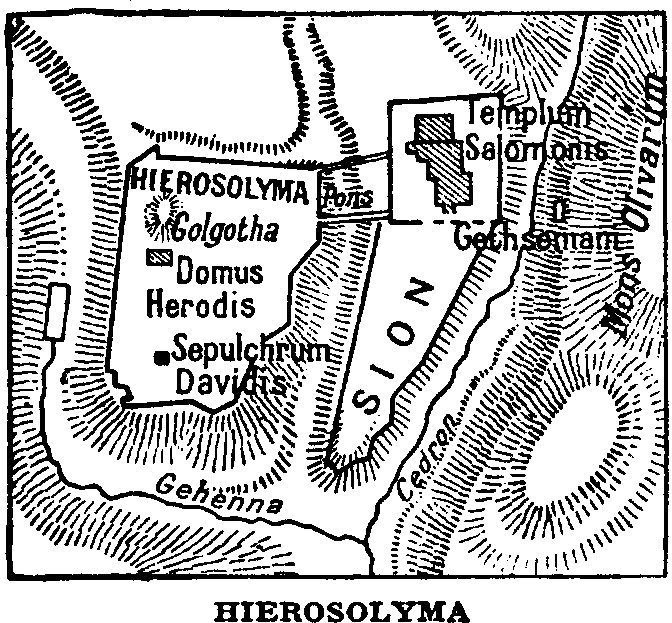 Templum
Salomonis
HIEROSOLYMA
Pons
Golgotha
Gethsemani
Domus
Herodis
Mons Olivarum
SION
Sepulchrum
Davidis
Gehenna
Cedron
HIEROSOLYMA